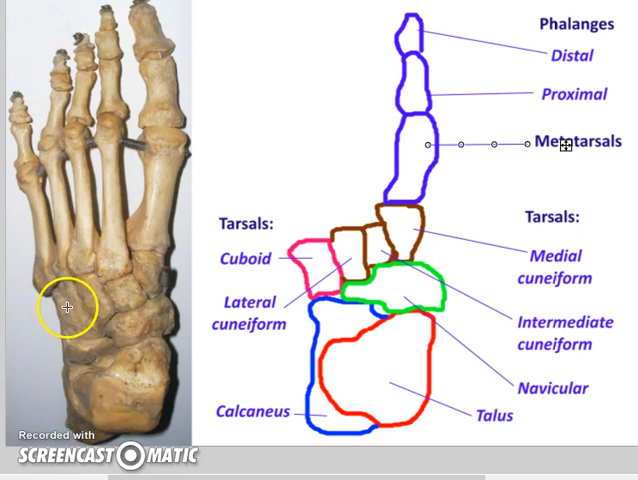 Phalanges
Distal
Proximal
Metatarsals
Tarsals:
Tarsals:
Cuboid
Medial
cuneiform
Lateral
cuneiform
Intermediate
cuneiform
Navicular
Calcaneus
Talus
Recorded with
SCREENCAST-O-MATIC